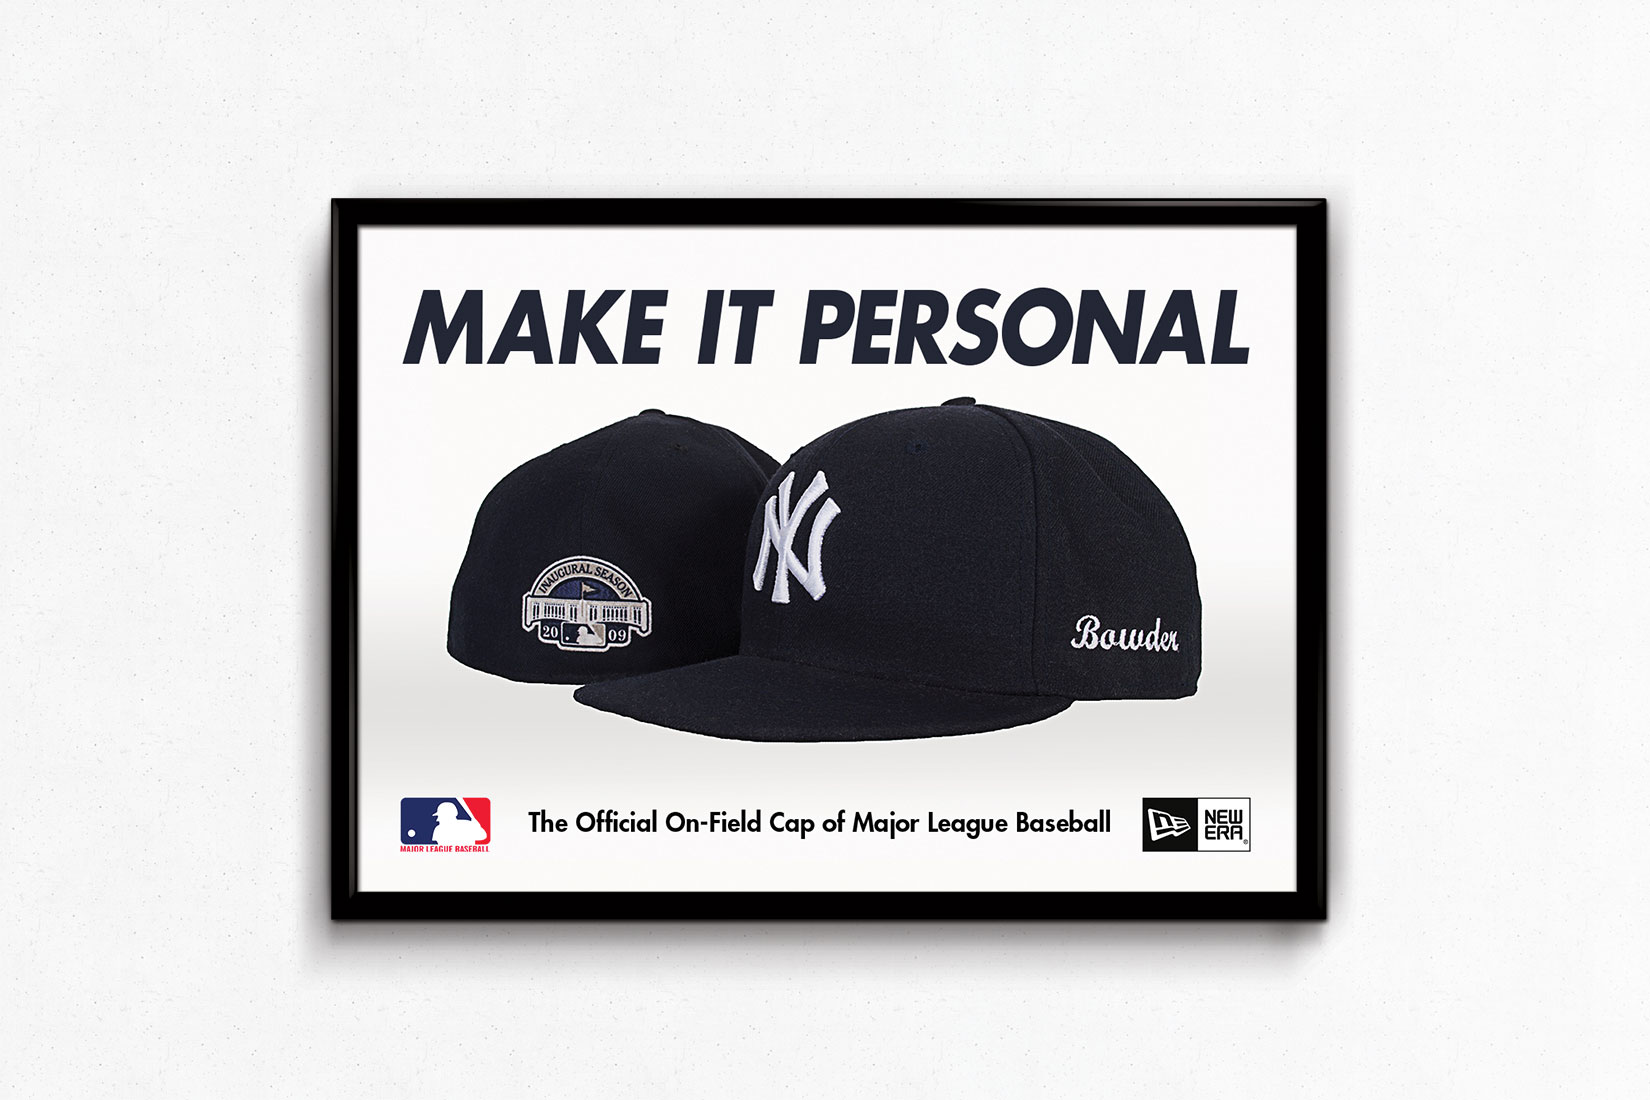 MAKE IT PERSONAL
INAUGURAL SEASON
20 09
NY
Bowden
MAJOR LEAGUE BASEBALL
The Official On-Field Cap of Major League Baseball
NEW
ERA®